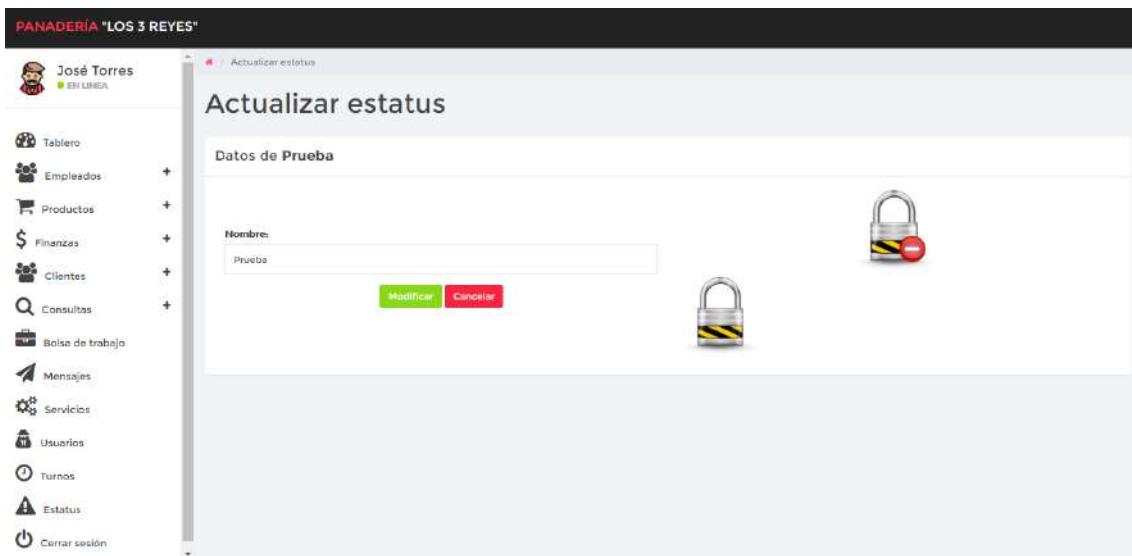 PANADERÍA "LOS 3 REYES"
José Torres
EN LINEA
Tablero
Empleados +
Productos +
Finanzas +
Clientes +
Consultas +
Bolsa de trabajo
Mensajes
Servicios
Usuarios
Turnos
Estatus
Cerrar sesión
/ Actualizar estatus
Actualizar estatus
Datos de Prueba
Nombre:
Prueba
Modificar Cancelar